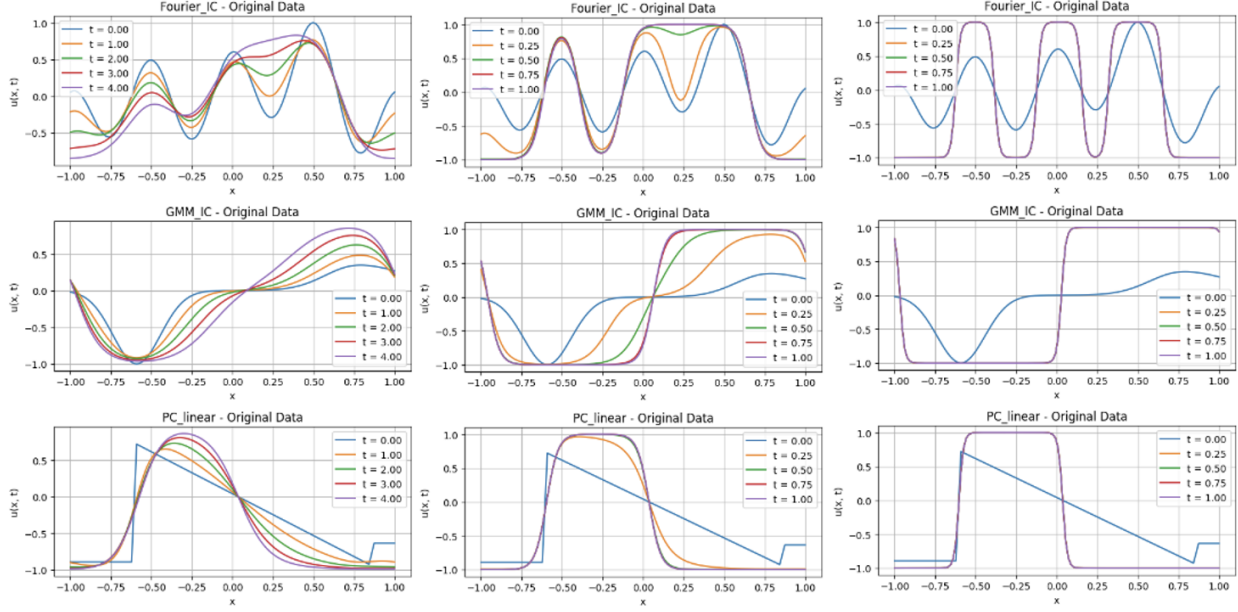 Fourier_IC - Original Data
1.0
0.5
0.0
−0.5
u(x, t)
t = 0.00
t = 1.00
t = 2.00
t = 3.00
t = 4.00
−1.00 −0.75 −0.50 −0.25 0.00 0.25 0.50 0.75 1.00
x
Fourier_IC - Original Data
1.0
0.5
0.0
−0.5
−1.0
u(x, t)
t = 0.00
t = 0.25
t = 0.50
t = 0.75
t = 1.00
−1.00 −0.75 −0.50 −0.25 0.00 0.25 0.50 0.75 1.00
x
Fourier_IC - Original Data
1.0
0.5
0.0
−0.5
−1.0
u(x, t)
t = 0.00
t = 0.25
t = 0.50
t = 0.75
t = 1.00
−1.00 −0.75 −0.50 −0.25 0.00 0.25 0.50 0.75 1.00
x
GMM_IC - Original Data
0.5
0.0
−0.5
−1.0
u(x, t)
t = 0.00
t = 1.00
t = 2.00
t = 3.00
t = 4.00
−1.00 −0.75 −0.50 −0.25 0.00 0.25 0.50 0.75 1.00
x
GMM_IC - Original Data
1.0
0.5
0.0
−0.5
−1.0
u(x, t)
t = 0.00
t = 0.25
t = 0.50
t = 0.75
t = 1.00
−1.00 −0.75 −0.50 −0.25 0.00 0.25 0.50 0.75 1.00
x
GMM_IC - Original Data
1.0
0.5
0.0
−0.5
−1.0
u(x, t)
t = 0.00
t = 0.25
t = 0.50
t = 0.75
t = 1.00
−1.00 −0.75 −0.50 −0.25 0.00 0.25 0.50 0.75 1.00
x
PC_linear - Original Data
0.5
0.0
−0.5
−1.0
u(x, t)
t = 0.00
t = 1.00
t = 2.00
t = 3.00
t = 4.00
−1.00 −0.75 −0.50 −0.25 0.00 0.25 0.50 0.75 1.00
x
PC_linear - Original Data
1.0
0.5
0.0
−0.5
−1.0
u(x, t)
t = 0.00
t = 0.25
t = 0.50
t = 0.75
t = 1.00
−1.00 −0.75 −0.50 −0.25 0.00 0.25 0.50 0.75 1.00
x
PC_linear - Original Data
1.0
0.5
0.0
−0.5
−1.0
u(x, t)
t = 0.00
t = 0.25
t = 0.50
t = 0.75
t = 1.00
−1.00 −0.75 −0.50 −0.25 0.00 0.25 0.50 0.75 1.00
x